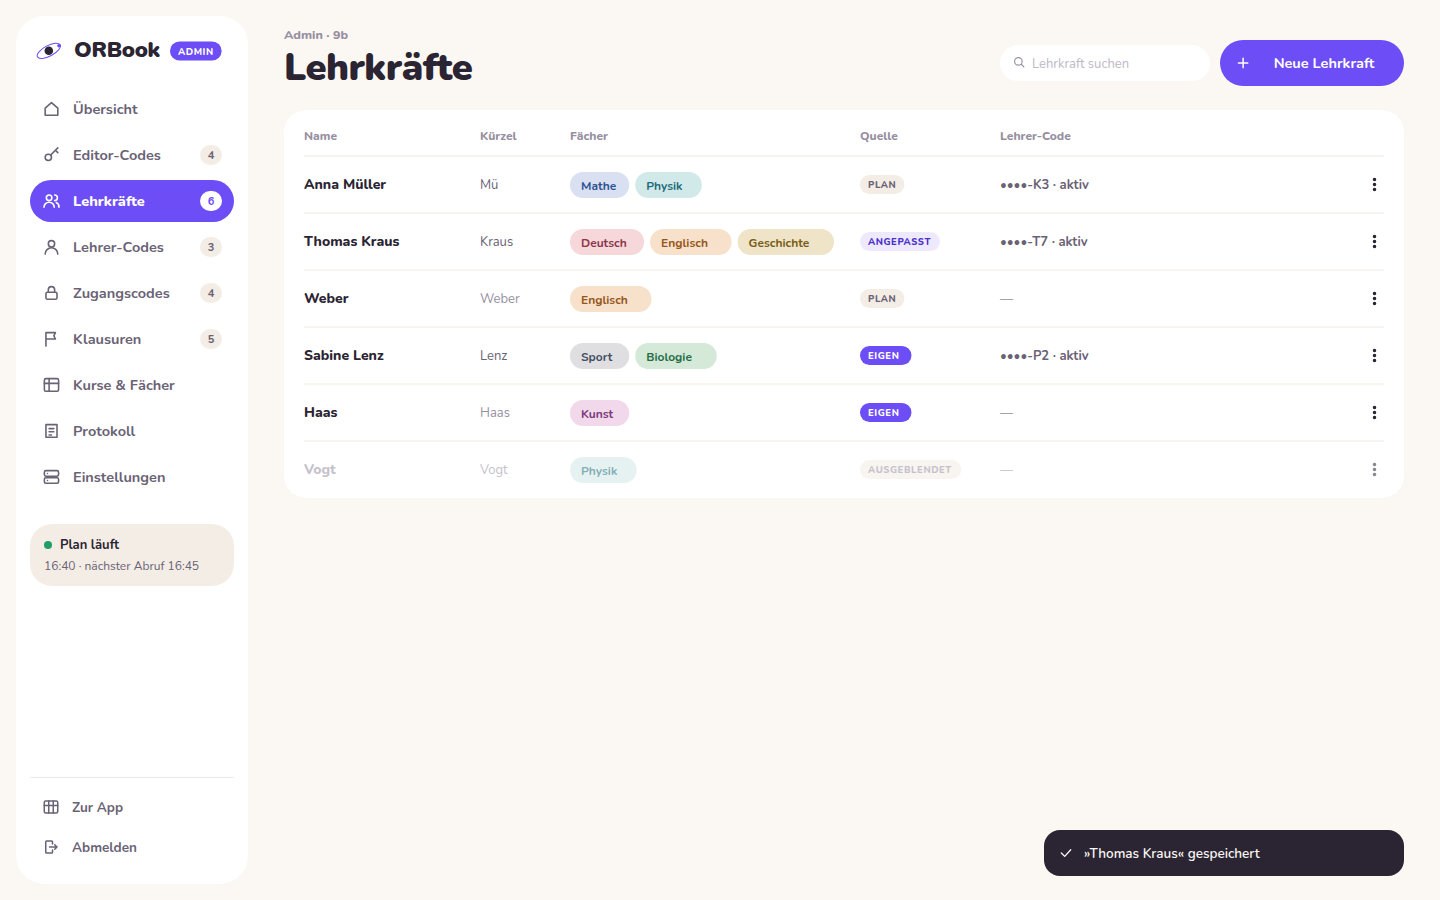 ORBook ADMIN
Übersicht
Editor-Codes 4
Lehrkräfte 6
Lehrer-Codes 3
Zugangscodes 4
Klausuren 5
Kurse & Fächer
Protokoll
Einstellungen
Plan läuft
16:40 · nächster Abruf 16:45
Zur App
Abmelden
Admin · 9b
Lehrkräfte
Lehrkraft suchen
+ Neue Lehrkraft
Name Kürzel Fächer Quelle Lehrer-Code
Anna Müller Mü Mathe Physik PLAN ••••-K3 · aktiv
Thomas Kraus Kraus Deutsch Englisch Geschichte ANGEPASST ••••-T7 · aktiv
Weber Weber Englisch PLAN —
Sabine Lenz Lenz Sport Biologie EIGEN ••••-P2 · aktiv
Haas Haas Kunst EIGEN —
Vogt Vogt Physik AUSGEBLENDET —
»Thomas Kraus« gespeichert